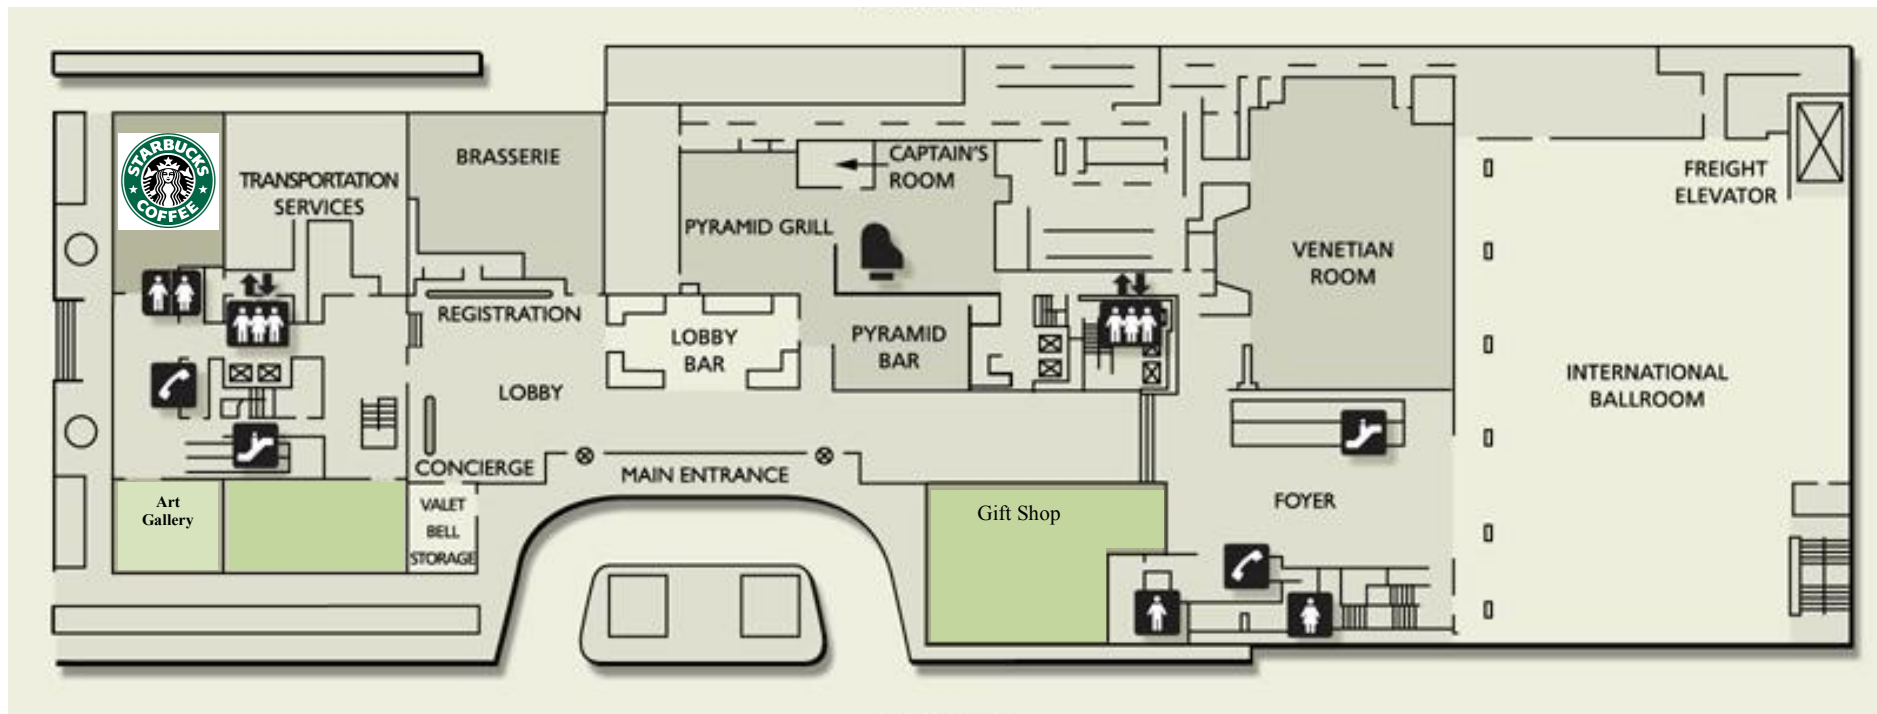 STARBUCKS
COFFEE
TRANSPORTATION
SERVICES
BRASSERIE
CAPTAIN'S
ROOM
PYRAMID GRILL
FREIGHT
ELEVATOR
VENETIAN
ROOM
REGISTRATION
LOBBY
BAR
PYRAMID
BAR
LOBBY
INTERNATIONAL
BALLROOM
CONCIERGE
MAIN ENTRANCE
Art
Gallery
VALET
BELL
STORAGE
Gift Shop
FOYER